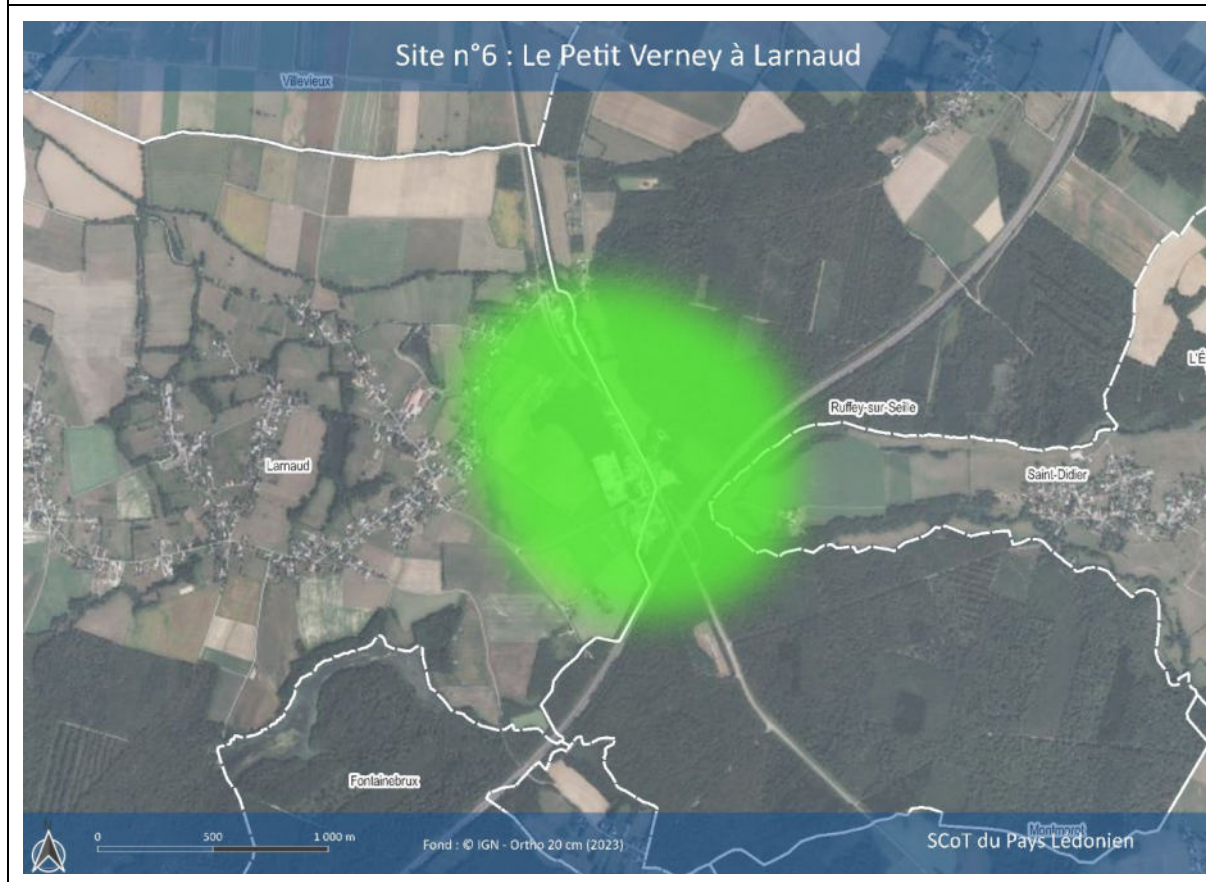 Site n°6 : Le Petit Verney à Larnaud
Villevieux
L'É
Ruffey-sur-Seille
Larnaud
Saint-Didier
Fontainebrux
0 500 1 000 m
Fond : © IGN - Ortho 20 cm (2023)
Montmorot
SCoT du Pays Lédonien